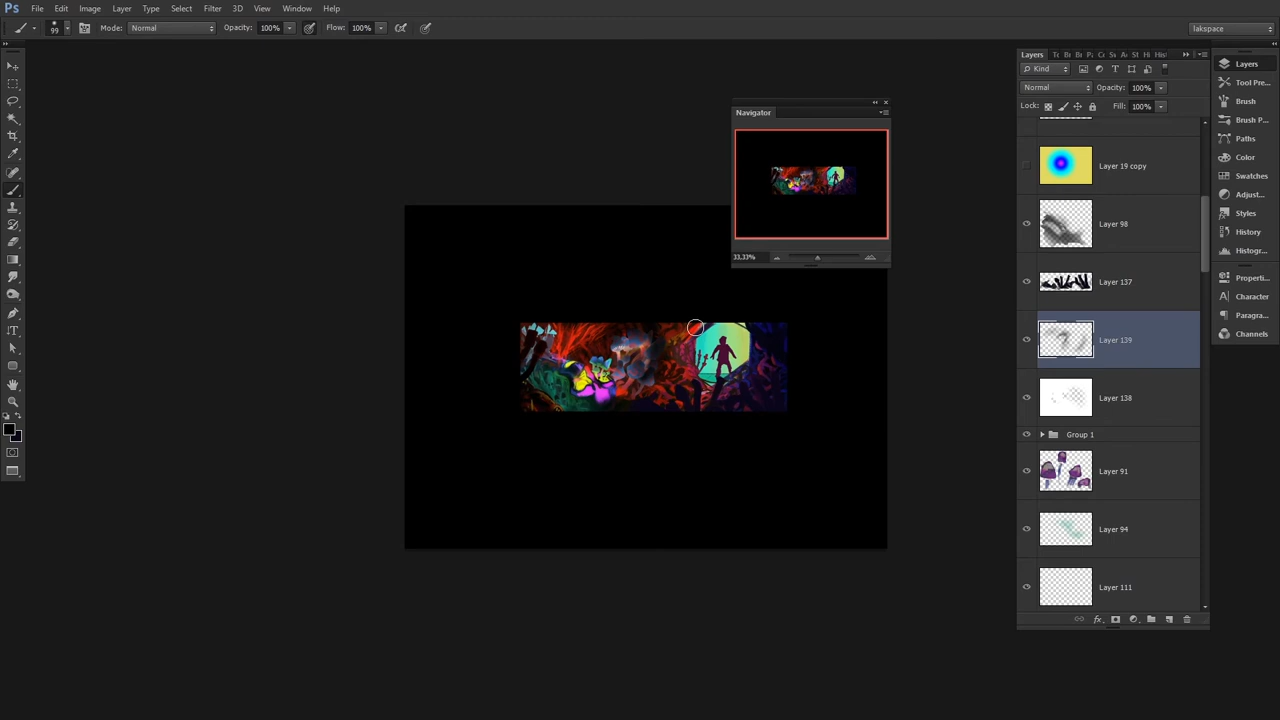 Ps File Edit Image Layer Type Select Filter 3D View Window Help
99 Mode: Normal Opacity: 100% Flow: 100% lakspace
Navigator
33,33%
Layers
Kind
Normal Opacity: 100%
Lock: Fill: 100%
Layer 19 copy
Layer 98
Layer 137
Layer 139
Layer 138
Group 1
Layer 91
Layer 94
Layer 111
fx
Layers
Tool Pre...
Brush
Brush P...
Paths
Color
Swatches
Adjust...
Styles
History
Histogr...
Properti...
Character
Paragra...
Channels